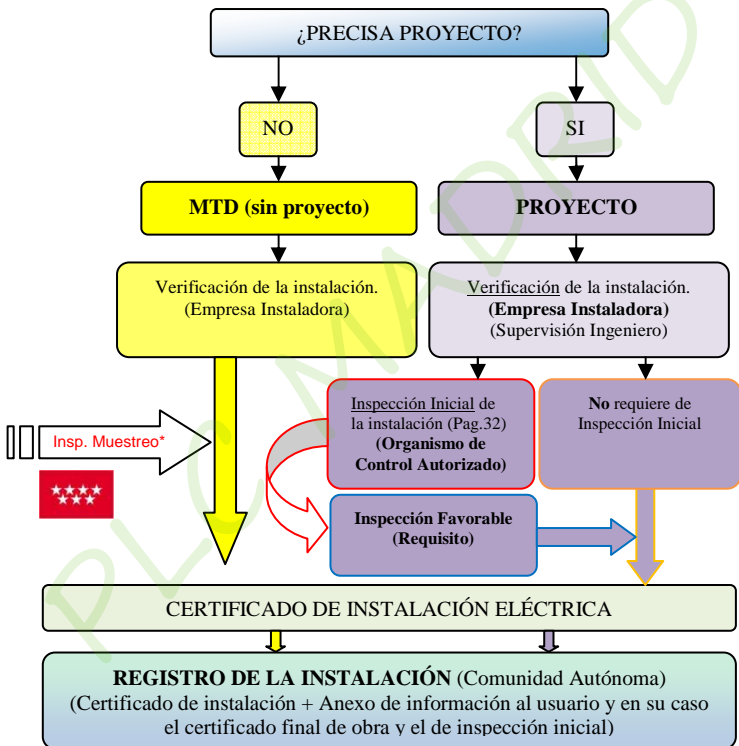 ¿PRECISA PROYECTO?
NO
SI
MTD (sin proyecto)
PROYECTO
Verificación de la instalación.
(Empresa Instaladora)
Verificación de la instalación.
(Empresa Instaladora)
(Supervisión Ingeniero)
Insp. Muestreo*
Inspección Inicial de
la instalación (Pag.32)
(Organismo de
Control Autorizado)
No requiere de
Inspección Inicial
Inspección Favorable
(Requisito)
CERTIFICADO DE INSTALACIÓN ELÉCTRICA
REGISTRO DE LA INSTALACIÓN (Comunidad Autónoma)
(Certificado de instalación + Anexo de información al usuario y en su caso
el certificado final de obra y el de inspección inicial)
PLC MADRID